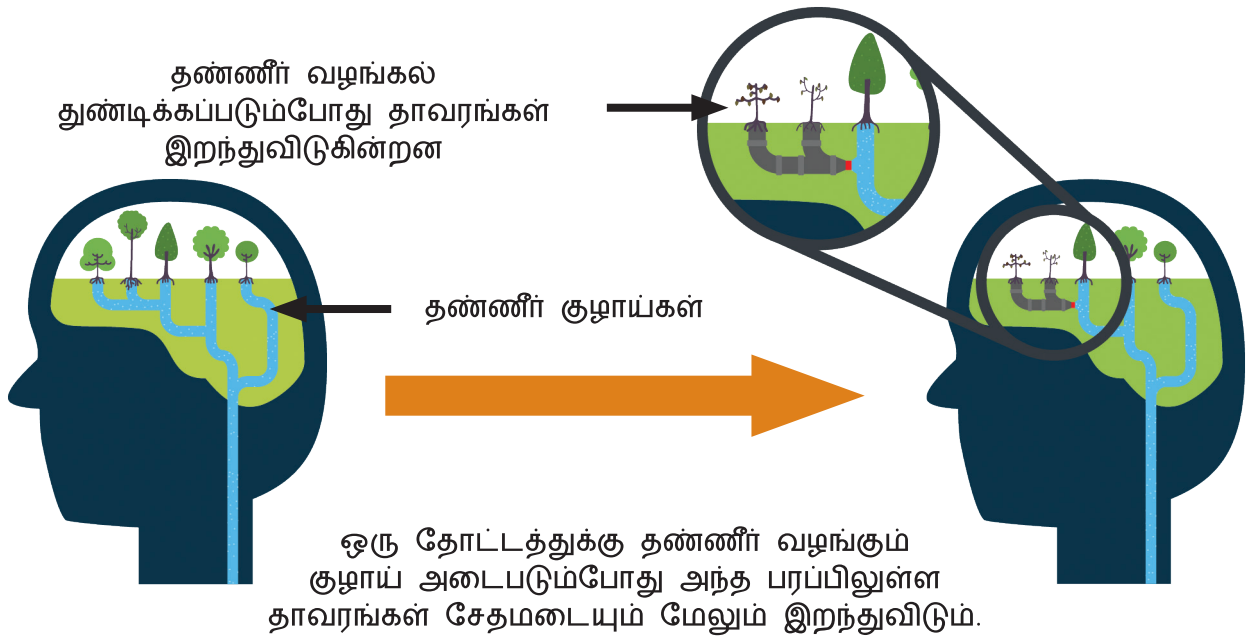 தண்ணீர் வழங்கல்
துண்டிக்கப்படும்போது தாவரங்கள்
இறந்துவிடுகின்றன
தண்ணீர் குழாய்கள்
ஒரு தோட்டத்துக்கு தண்ணீர் வழங்கும்
குழாய் அடைபடும்போது அந்த பரப்பிலுள்ள
தாவரங்கள் சேதமடையும் மேலும் இறந்துவிடும்.